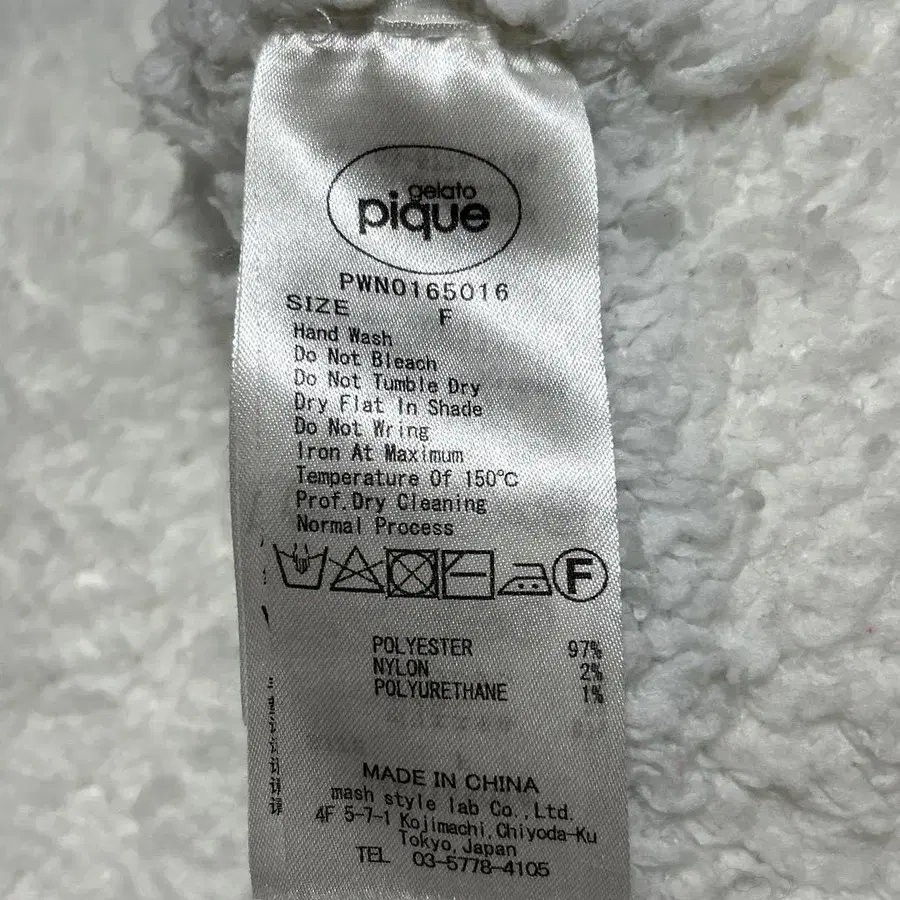 gelato
pique
PWN0165016
SIZE F
Hand Wash
Do Not Bleach
Do Not Tumble Dry
Dry Flat In Shade
Do Not Wring
Iron At Maximum
Temperature Of 150℃
Prof.Dry Cleaning
Normal Process
F
POLYESTER 97%
NYLON 2%
POLYURETHANE 1%
MADE IN CHINA
mash style lab Co.,Ltd.
4F 5-7-1 Kojimachi,Chiyoda-Ku
Tokyo,Japan
TEL 03-5778-4105